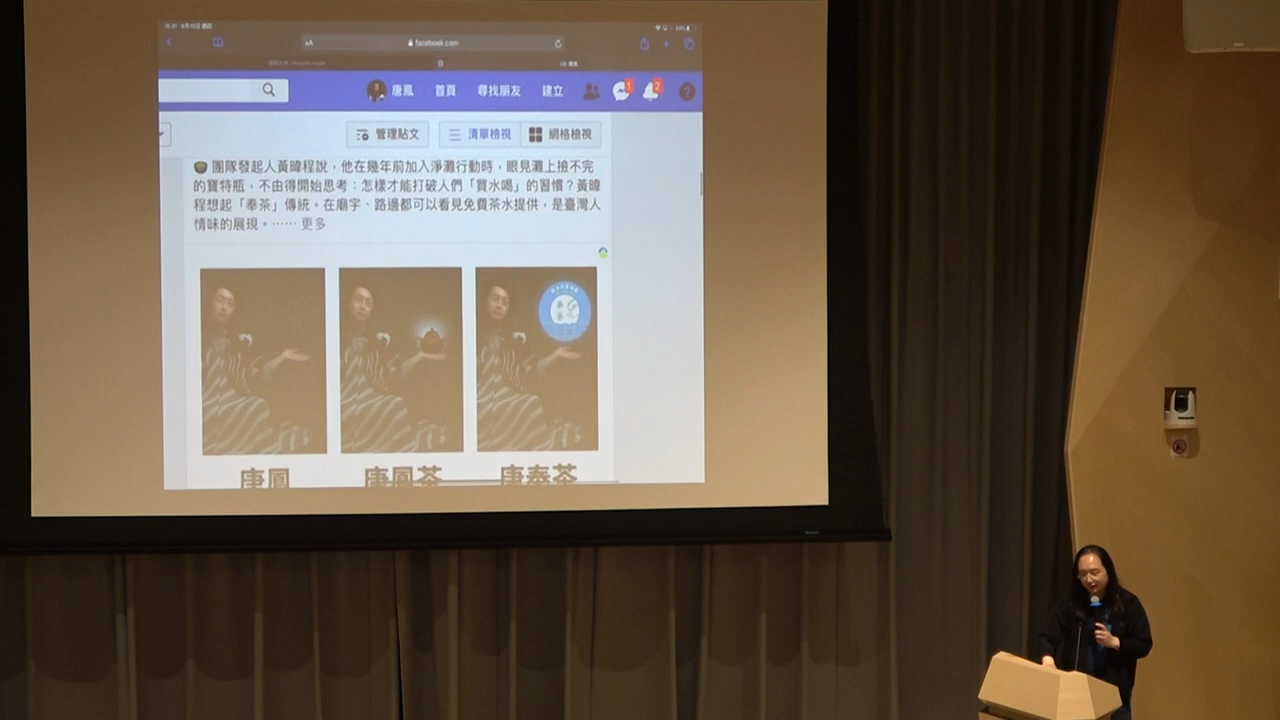 facebook.com
唐鳳 首頁 尋找朋友 建立 1 2 ?
管理貼文 清單檢視 網格檢視
團隊發起人黃暐程說，他在幾年前加入淨灘行動時，眼見灘上撿不完
的寶特瓶，不由得開始思考：怎樣才能打破人們「買水喝」的習慣？黃暐
程想起「奉茶」傳統。在廟宇、路邊都可以看見免費茶水提供，是臺灣人
情味的展現。⋯⋯ 更多
奉茶
唐鳳 唐鳳茶 唐奉茶